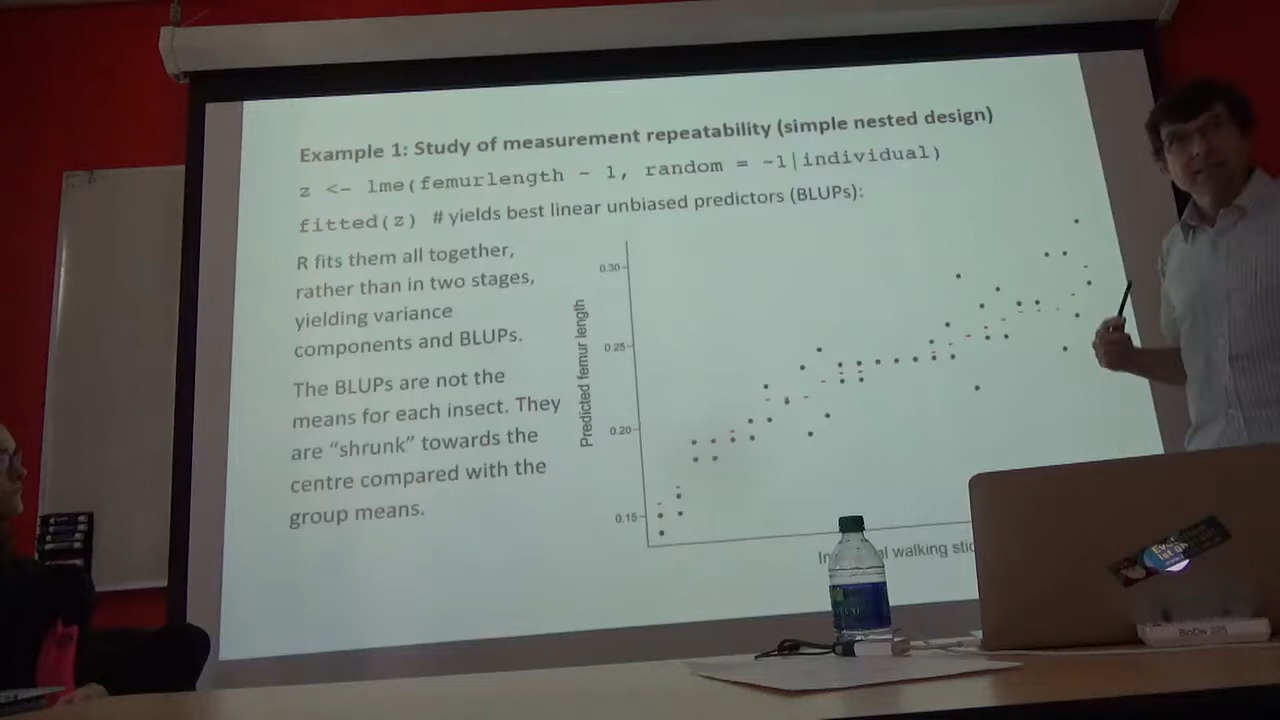 Example 1: Study of measurement repeatability (simple nested design)
z <- lme(femurlength ~ 1, random = ~1|individual)
fitted(z) # yields best linear unbiased predictors (BLUPs):
R fits them all together,
rather than in two stages,
yielding variance
components and BLUPs.
The BLUPs are not the
means for each insect. They
are “shrunk” towards the
centre compared with the
group means.
Predicted femur length
0.30
0.25
0.20
0.15
walking
BioDiv 225